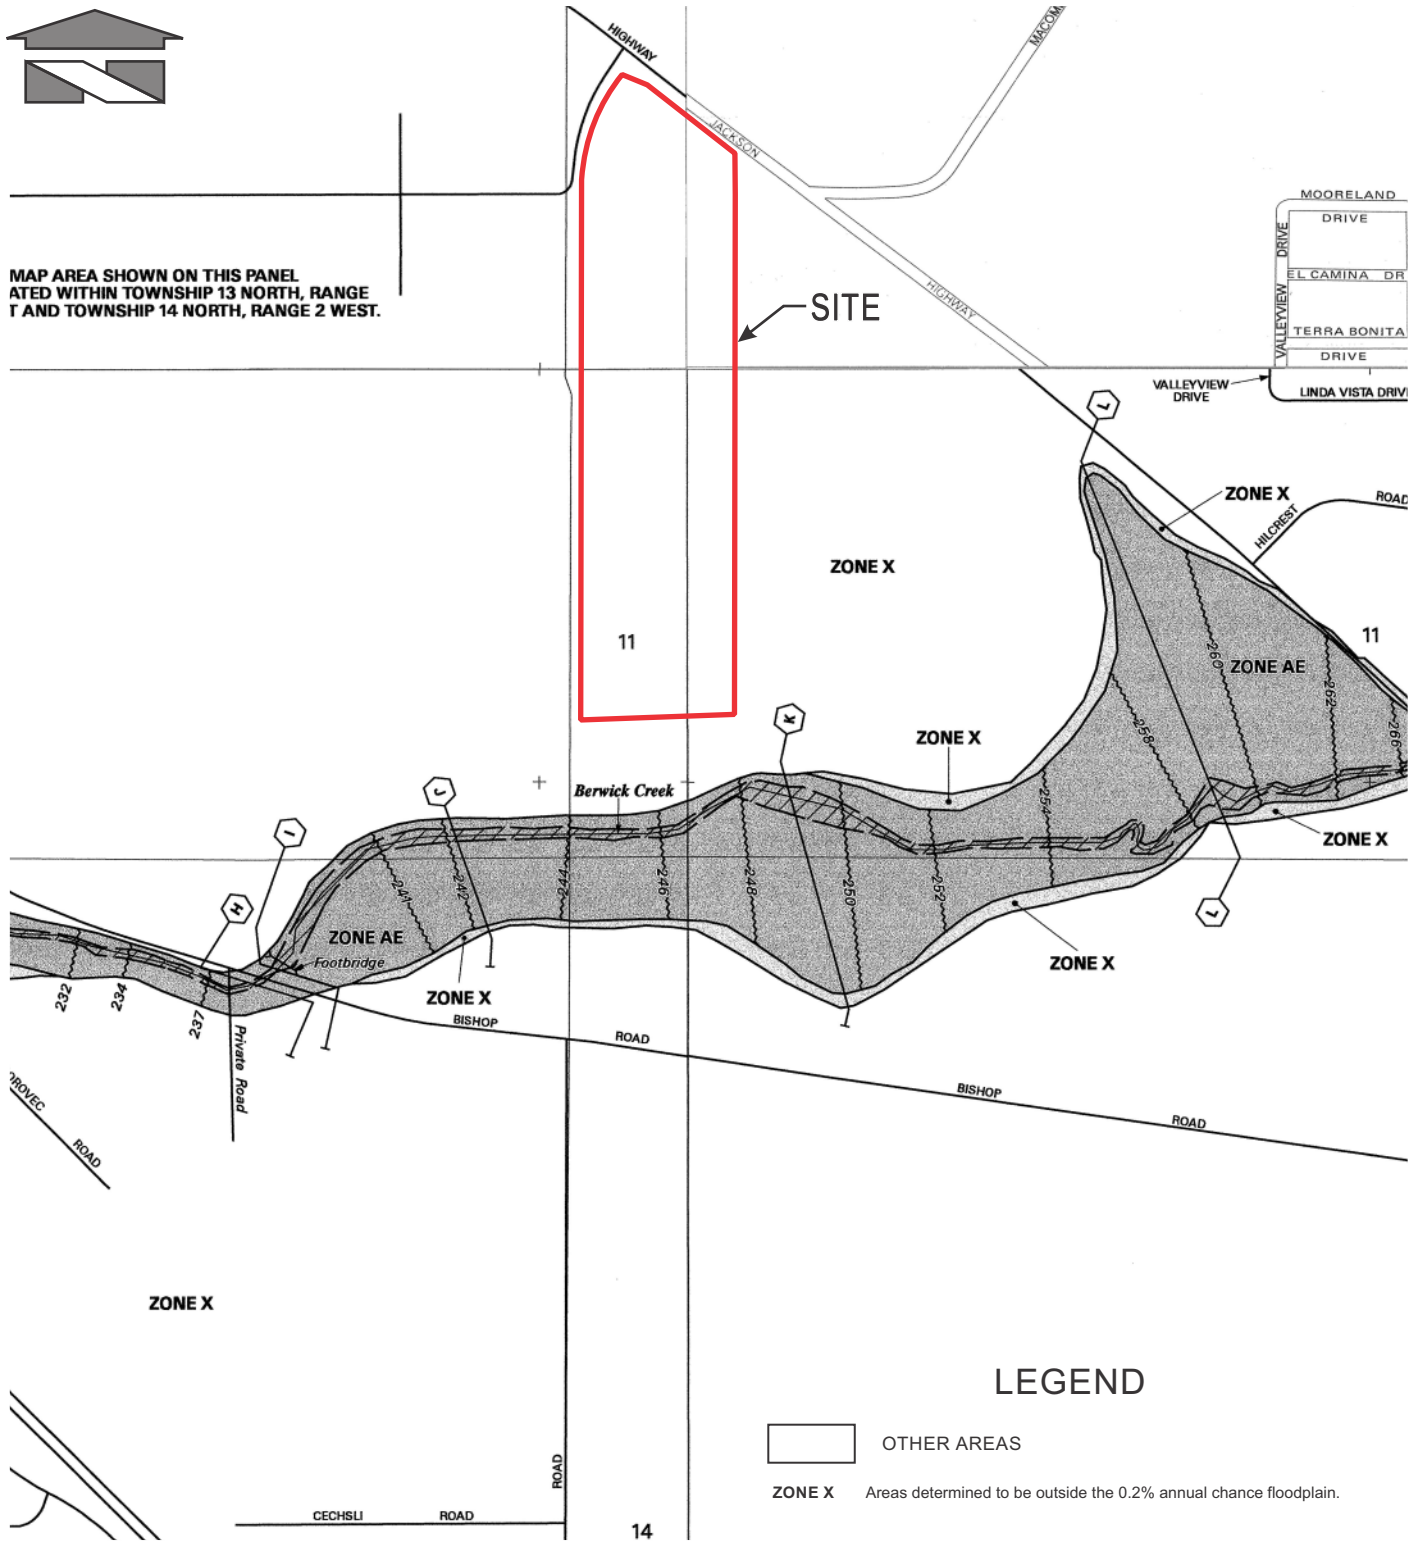 HIGHWAY
MACOM
JACKSON
MOORELAND
DRIVE
DRIVE
VALLEYVIEW
EL CAMINA DR
TERRA BONITA
DRIVE
MAP AREA SHOWN ON THIS PANEL
ATED WITHIN TOWNSHIP 13 NORTH, RANGE
T AND TOWNSHIP 14 NORTH, RANGE 2 WEST.
SITE
HIGHWAY
VALLEYVIEW
DRIVE
LINDA VISTA DRIV
L
ZONE X
ROAD
HILCREST
ZONE X
11
11
ZONE AE
260
262
258
266
K
ZONE X
J
Berwick Creek
254
I
ZONE X
241
242
244
246
248
250
252
H
L
ZONE AE
Footbridge
ZONE X
ZONE X
232
234
237
BISHOP
ROAD
Private Road
BISHOP
ROAD
OROVEC
ROAD
ZONE X
LEGEND
OTHER AREAS
ZONE X Areas determined to be outside the 0.2% annual chance floodplain.
ROAD
CECHSLI ROAD
14